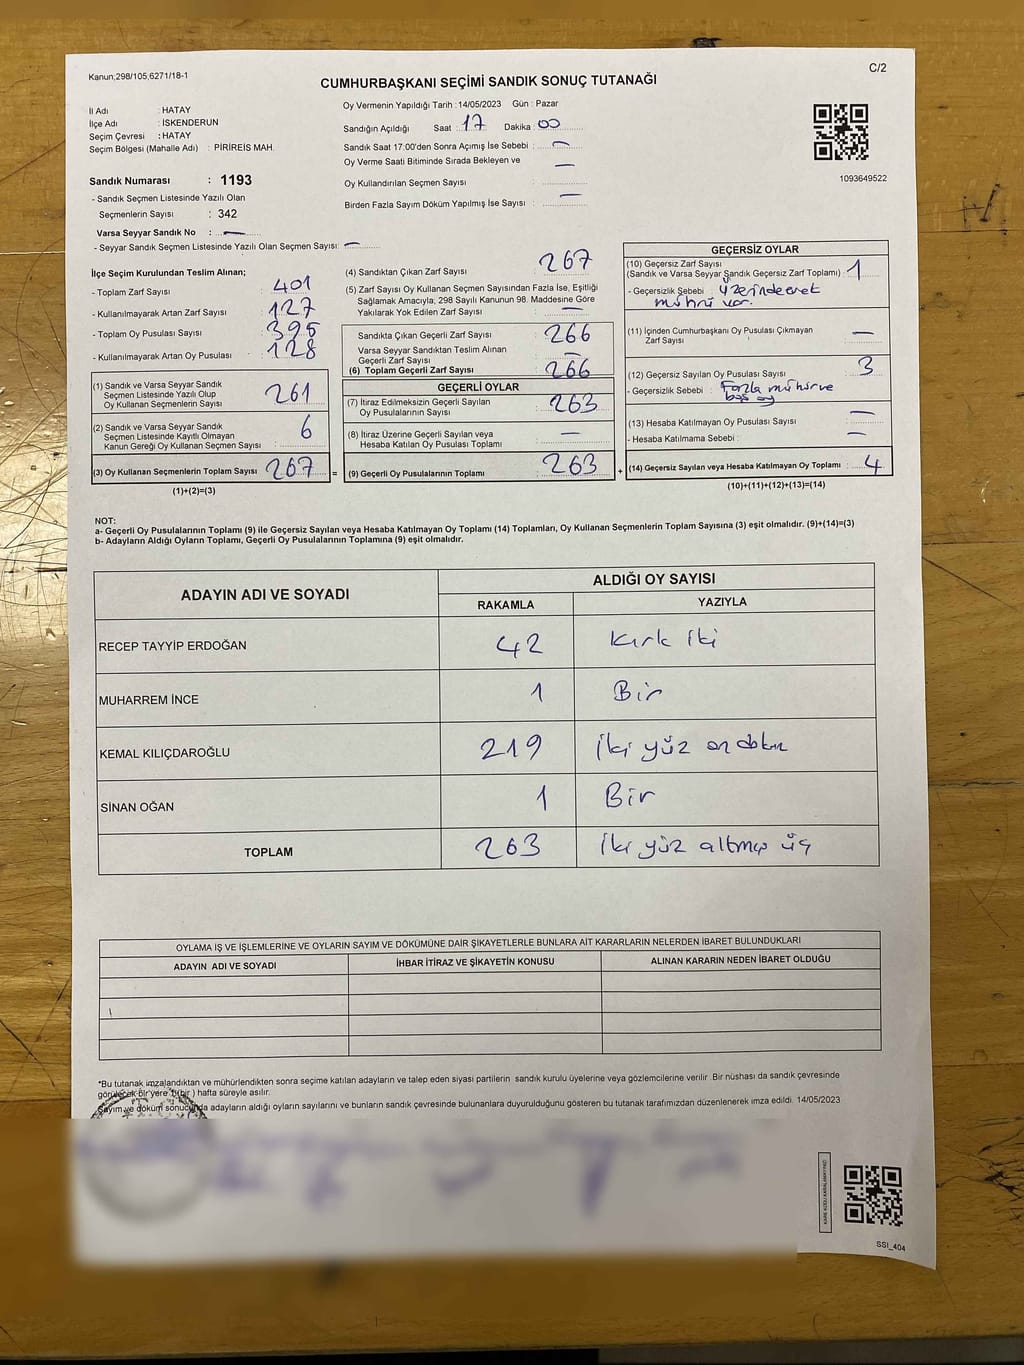 Kanun;298/105;6271/18-1
C/2
CUMHURBAŞKANI SEÇİMİ SANDIK SONUÇ TUTANAĞI
İl Adı : HATAY
İlçe Adı : İSKENDERUN
Seçim Çevresi : HATAY
Seçim Bölgesi (Mahalle Adı) : PİRİREİS MAH.
Sandık Numarası : 1193
- Sandık Seçmen Listesinde Yazılı Olan
Seçmenlerin Sayısı : 342
Varsa Seyyar Sandık No : —
- Seyyar Sandık Seçmen Listesinde Yazılı Olan Seçmen Sayısı: —
Oy Vermenin Yapıldığı Tarih : 14/05/2023 Gün : Pazar
Sandığın Açıldığı Saat : 17 Dakika : 00
Sandık Saat 17:00'den Sonra Açımış İse Sebebi : —
Oy Verme Saati Bitiminde Sırada Bekleyen ve —
Oy Kullandırılan Seçmen Sayısı :
Birden Fazla Sayım Döküm Yapılmış İse Sayısı : —
1093649522
İlçe Seçim Kurulundan Teslim Alınan;
- Toplam Zarf Sayısı : 401
- Kullanılmayarak Artan Zarf Sayısı : 127
- Toplam Oy Pusulası Sayısı : 395
- Kullanılmayarak Artan Oy Pusulası : 128
(1) Sandık ve Varsa Seyyar Sandık
Seçmen Listesinde Yazılı Olup
Oy Kullanan Seçmenlerin Sayısı : 261
(2) Sandık ve Varsa Seyyar Sandık
Seçmen Listesinde Kayıtlı Olmayan
Kanun Gereği Oy Kullanan Seçmen Sayısı : 6
(3) Oy Kullanan Seçmenlerin Toplam Sayısı : 267 =
(1)+(2)=(3)
(4) Sandıktan Çıkan Zarf Sayısı : 267
(5) Zarf Sayısı Oy Kullanan Seçmen Sayısından Fazla İse, Eşitliği
Sağlamak Amacıyla, 298 Sayılı Kanunun 98. Maddesine Göre
Yakılarak Yok Edilen Zarf Sayısı : —
Sandıkta Çıkan Geçerli Zarf Sayısı : 266
Varsa Seyyar Sandıktan Teslim Alınan
Geçerli Zarf Sayısı : —
(6) Toplam Geçerli Zarf Sayısı : 266
GEÇERLİ OYLAR
(7) İtiraz Edilmeksizin Geçerli Sayılan
Oy Pusulalarının Sayısı : 263
(8) İtiraz Üzerine Geçerli Sayılan veya
Hesaba Katılan Oy Pusulası Toplamı : —
(9) Geçerli Oy Pusulalarının Toplamı : 263 +
GEÇERSİZ OYLAR
(10) Geçersiz Zarf Sayısı
(Sandık ve Varsa Seyyar Sandık Geçersiz Zarf Toplamı) : 1
- Geçersizlik Sebebi : Üzerinde evet
mührü var.
(11) İçinden Cumhurbaşkanı Oy Pusulası Çıkmayan
Zarf Sayısı : —
(12) Geçersiz Sayılan Oy Pusulası Sayısı : 3
- Geçersizlik Sebebi : Fazla mühür ve
boş oy
(13) Hesaba Katılmayan Oy Pusulası Sayısı : —
- Hesaba Katılmama Sebebi : —
(14) Geçersiz Sayılan veya Hesaba Katılmayan Oy Toplamı : 4
(10)+(11)+(12)+(13)=(14)
NOT:
a- Geçerli Oy Pusulalarının Toplamı (9) ile Geçersiz Sayılan veya Hesaba Katılmayan Oy Toplamı (14) Toplamları, Oy Kullanan Seçmenlerin Toplam Sayısına (3) eşit olmalıdır. (9)+(14)=(3)
b- Adayların Aldığı Oyların Toplamı, Geçerli Oy Pusulalarının Toplamına (9) eşit olmalıdır.
ADAYIN ADI VE SOYADI
ALDIĞI OY SAYISI
RAKAMLA YAZIYLA
RECEP TAYYİP ERDOĞAN 42 Kırk iki
MUHARREM İNCE 1 Bir
KEMAL KILIÇDAROĞLU 219 iki yüz on dokuz
SİNAN OĞAN 1 Bir
TOPLAM 263 İki yüz altmış üç
OYLAMA İŞ VE İŞLEMLERİNE VE OYLARIN SAYIM VE DÖKÜMÜNE DAİR ŞİKAYETLERLE BUNLARA AİT KARARLARIN NELERDEN İBARET BULUNDUKLARI
ADAYIN ADI VE SOYADI İHBAR İTİRAZ VE ŞİKAYETİN KONUSU ALINAN KARARIN NEDEN İBARET OLDUĞU
*Bu tutanak imzalandıktan ve mühürlendikten sonra seçime katılan adayların ve talep eden siyasi partilerin sandık kurulu üyelerine veya gözlemcilerine verilir. Bir nüshası da sandık çevresinde
görülecek bir yere 1(bir) hafta süreyle asılır.
Sayım ve döküm sonucunda adayların aldığı oyların sayılarını ve bunların sandık çevresinde bulunanlara duyurulduğunu gösteren bu tutanak tarafımızdan düzenlenerek imza edildi. 14/05/2023
KARE KODU KARALAMAYINIZ!
SSI_404